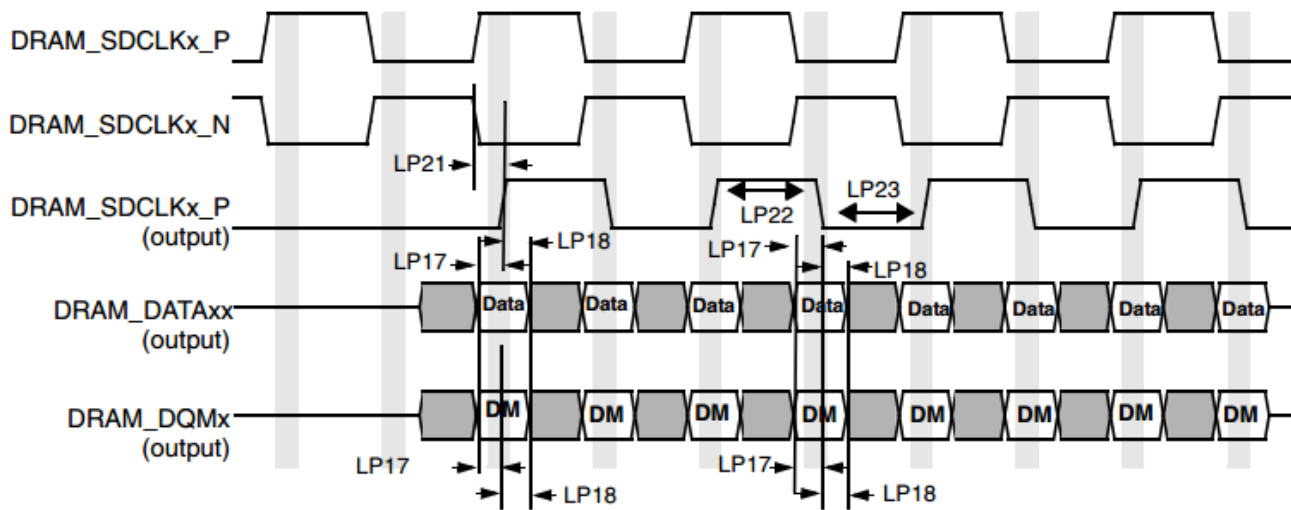 DRAM_SDCLKx_P
DRAM_SDCLKx_N
LP21
DRAM_SDCLKx_P
(output)
LP22
LP23
LP17
LP18
LP17
LP18
DRAM_DATAxx
(output)
Data Data Data Data Data Data Data Data
DRAM_DQMx
(output)
DM DM DM DM DM DM DM DM
LP17
LP18
LP17
LP18